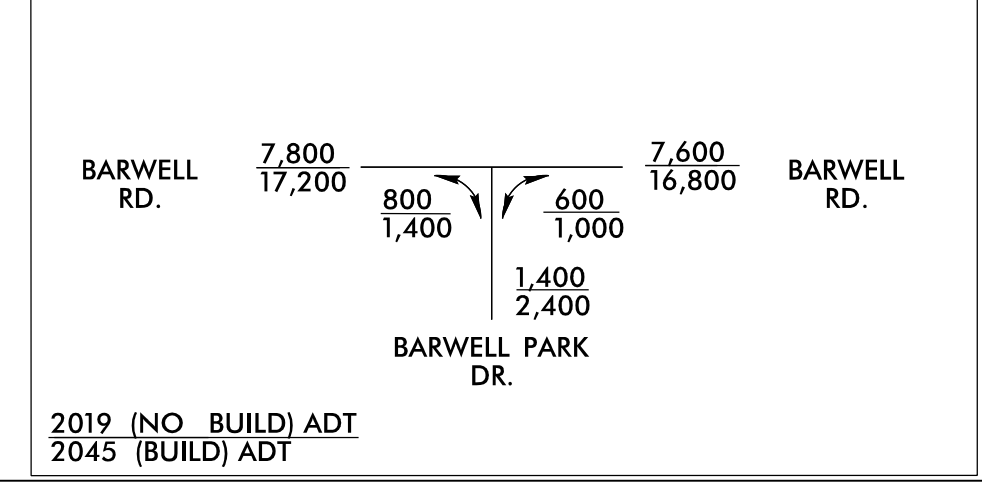 BARWELL
RD.
7,800
17,200
800
1,400
600
1,000
7,600
16,800
BARWELL
RD.
1,400
2,400
BARWELL PARK
DR.
2019 (NO BUILD) ADT
2045 (BUILD) ADT